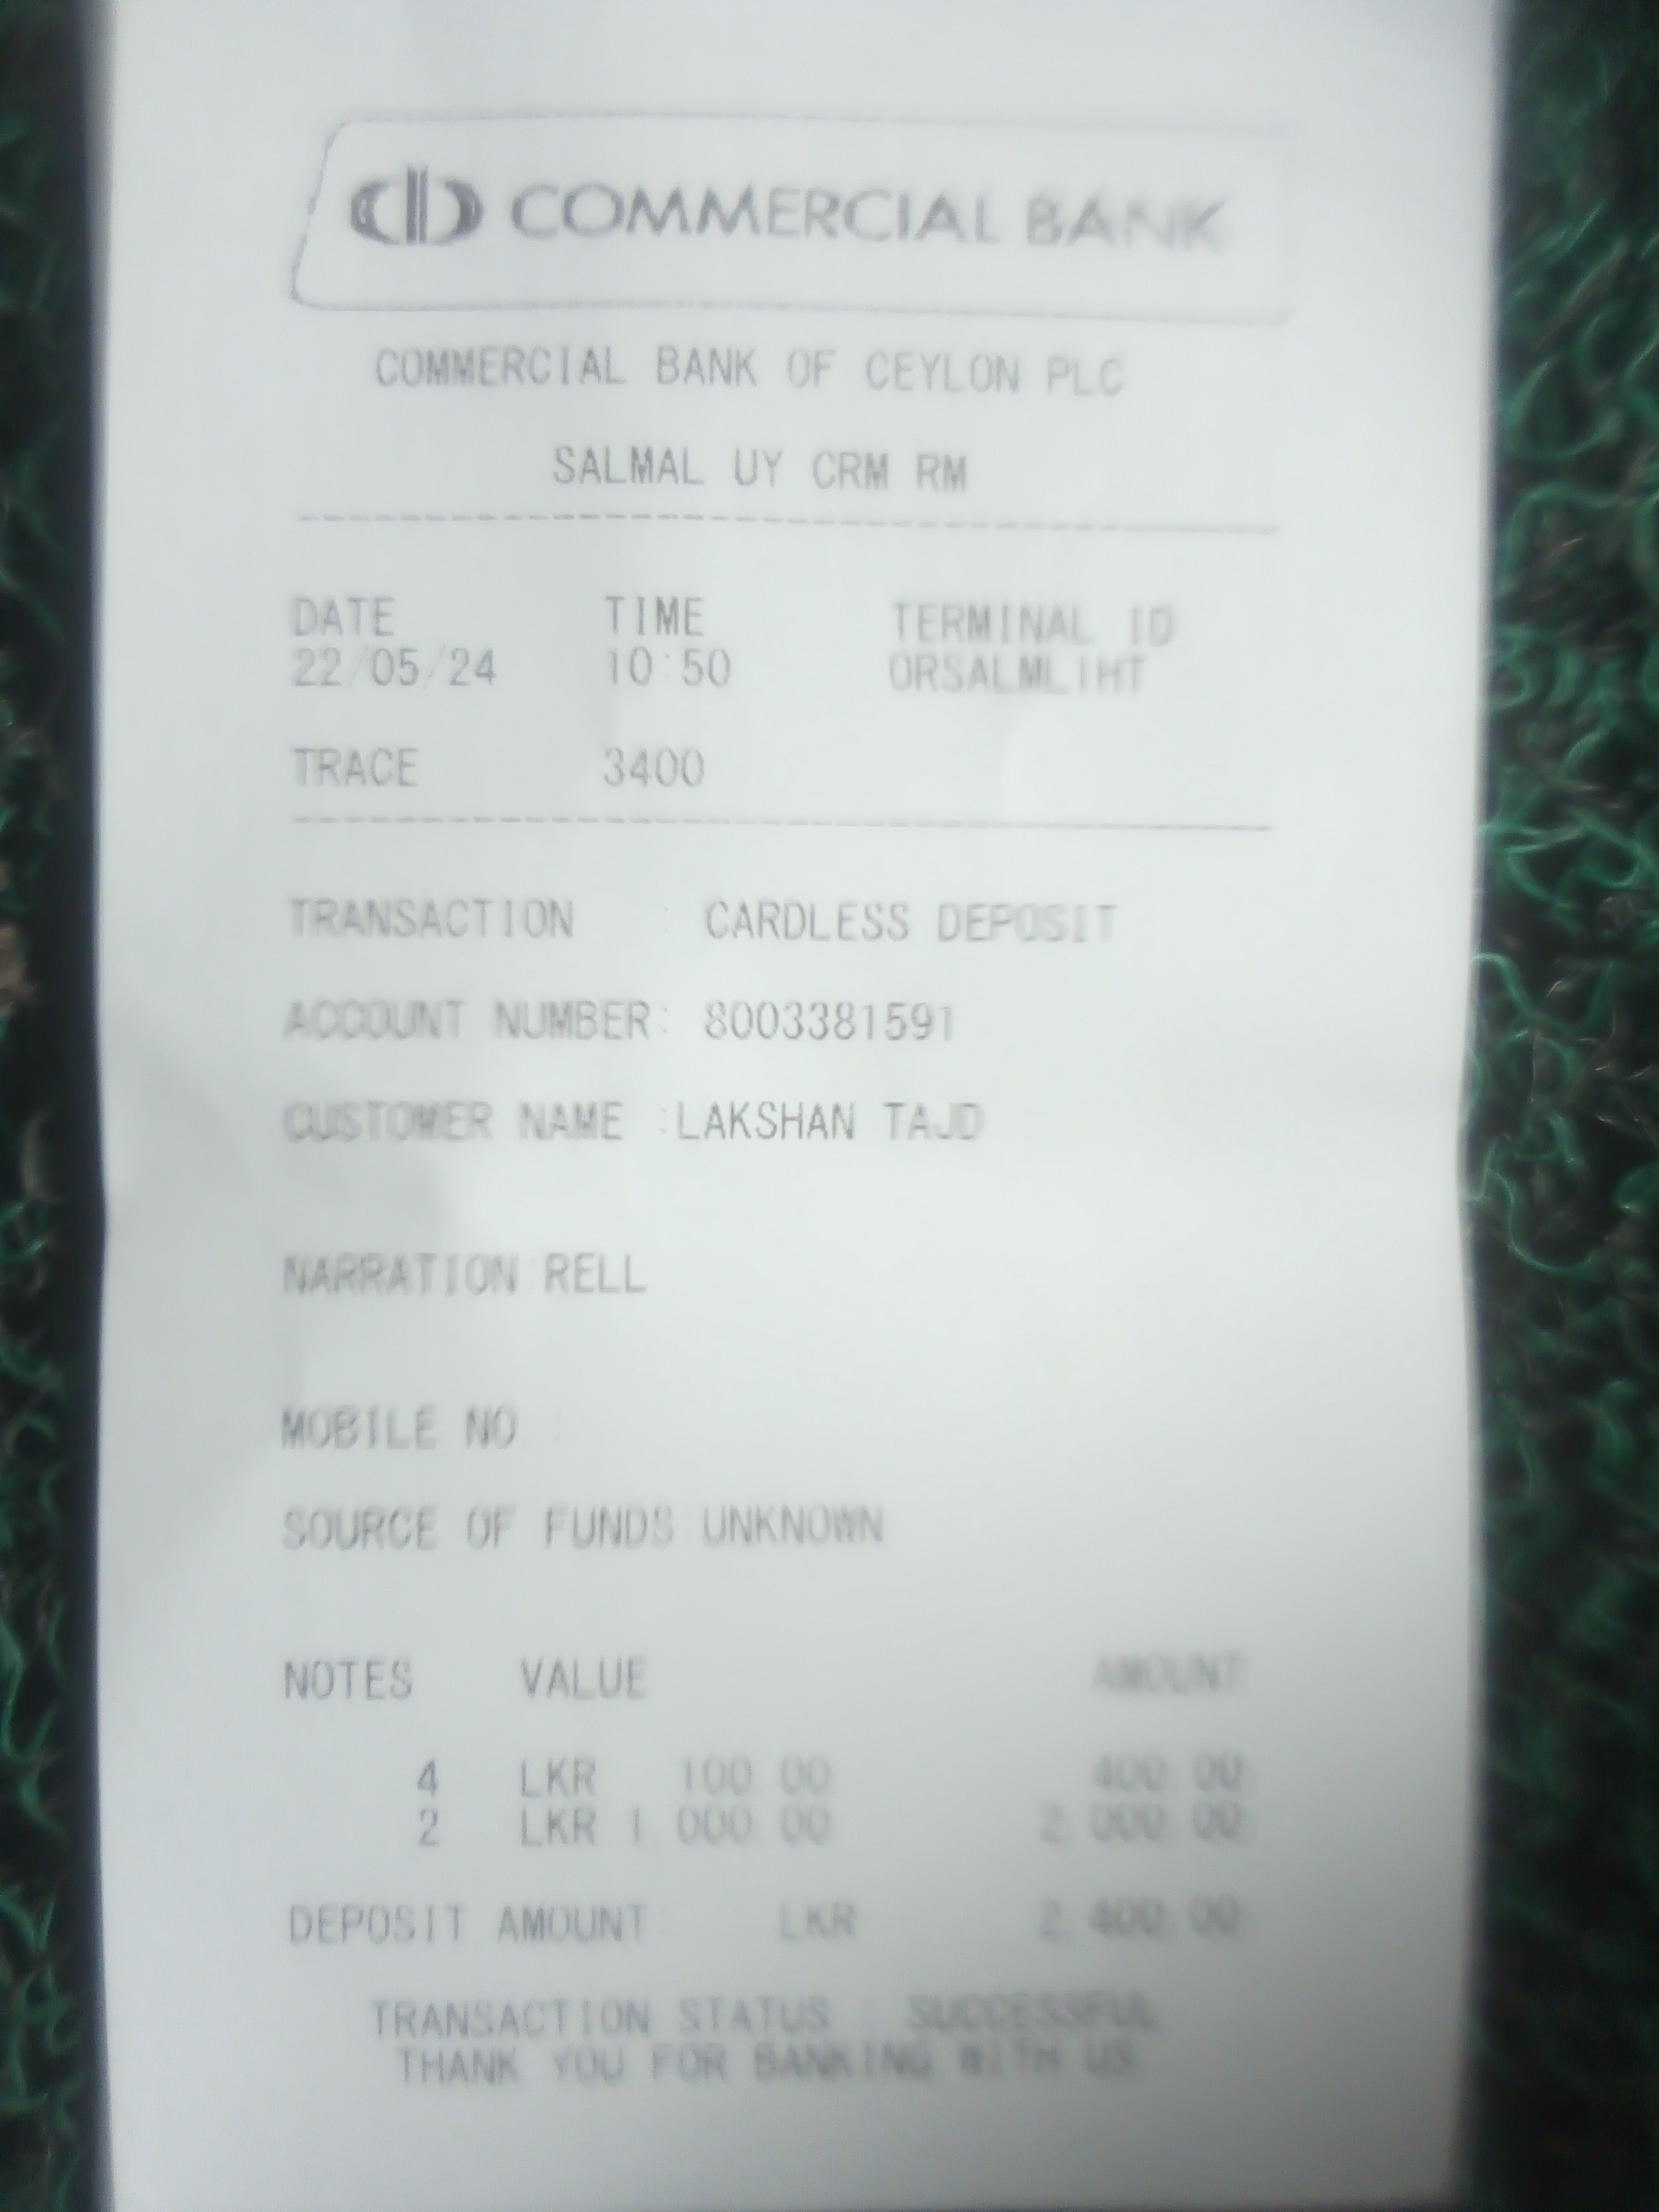 COMMERCIAL BANK
COMMERCIAL BANK OF CEYLON PLC
SALMAL UY CRM RM
DATE TIME TERMINAL ID
22/05/24 10:50 ORSALML1HT
TRACE 3400
TRANSACTION : CARDLESS DEPOSIT
ACCOUNT NUMBER: 8003381591
CUSTOMER NAME :LAKSHAN TAJD
NARRATION:RELL
MOBILE NO :
SOURCE OF FUNDS:UNKNOWN
NOTES VALUE AMOUNT
4 LKR 100.00 400.00
2 LKR 1,000.00 2,000.00
DEPOSIT AMOUNT: LKR 2,400.00
TRANSACTION STATUS : SUCCESSFUL
THANK YOU FOR BANKING WITH US